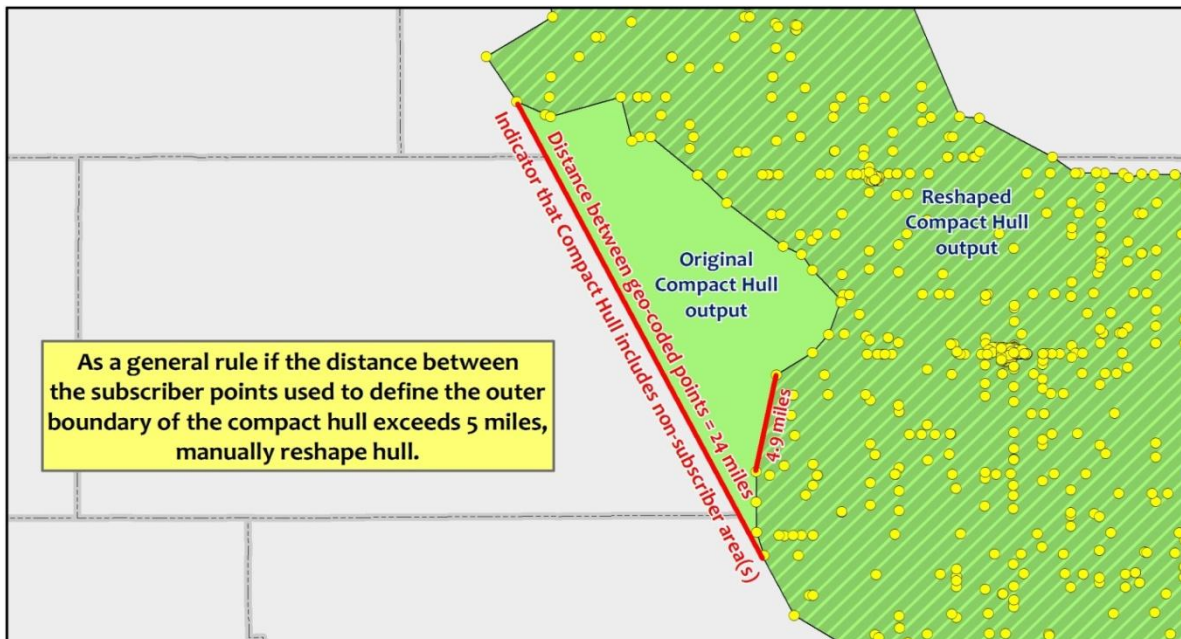 Distance between geo-coded points = 24 miles
Indicator that Compact Hull includes non-subscriber area(s)
Original
Compact Hull
output
Reshaped
Compact Hull
output
4.9 miles
As a general rule if the distance between
the subscriber points used to define the outer
boundary of the compact hull exceeds 5 miles,
manually reshape hull.